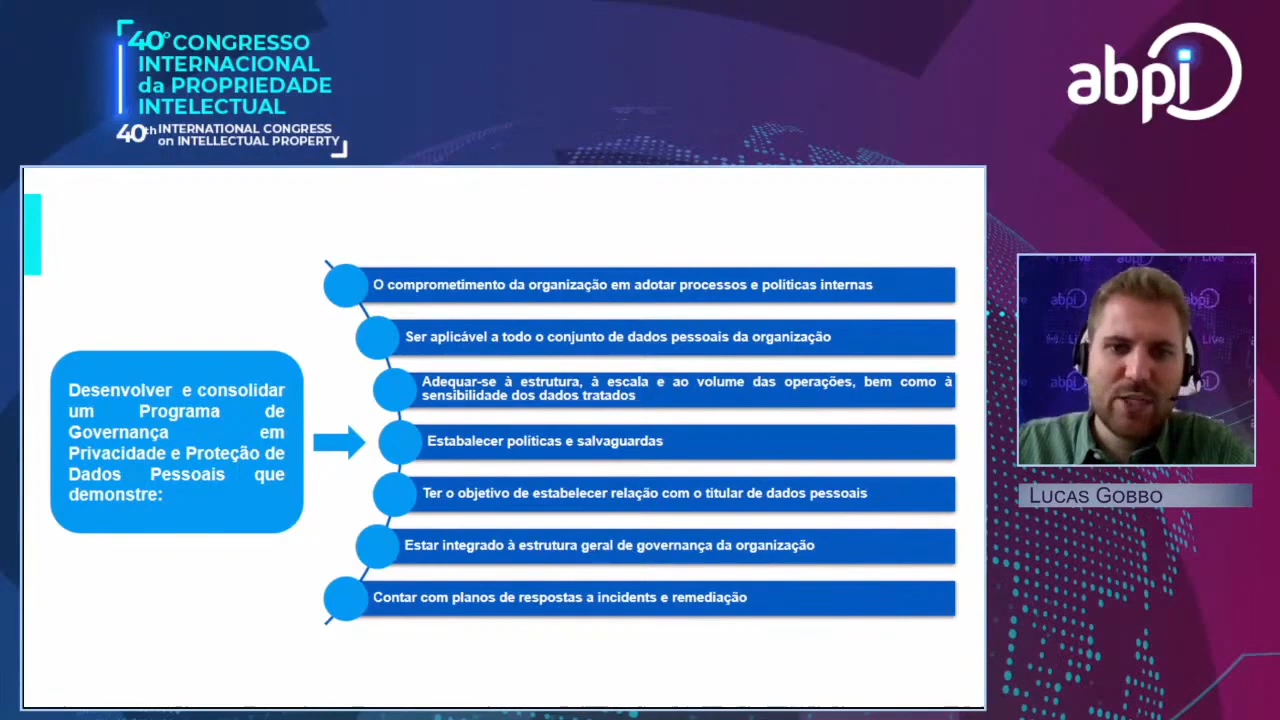 40º CONGRESSO
INTERNACIONAL
da PROPRIEDADE
INTELECTUAL
40th INTERNATIONAL CONGRESS
on INTELLECTUAL PROPERTY
abpi
Desenvolver e consolidar
um Programa de
Governança em
Privacidade e Proteção de
Dados Pessoais que
demonstre:
O comprometimento da organização em adotar processos e políticas internas
Ser aplicável a todo o conjunto de dados pessoais da organização
Adequar-se à estrutura, à escala e ao volume das operações, bem como à
sensibilidade dos dados tratados
Estabalecer políticas e salvaguardas
Ter o objetivo de estabelecer relação com o titular de dados pessoais
Estar integrado à estrutura geral de governança da organização
Contar com planos de respostas a incidents e remediação
abpi
Live
LUCAS GOBBO